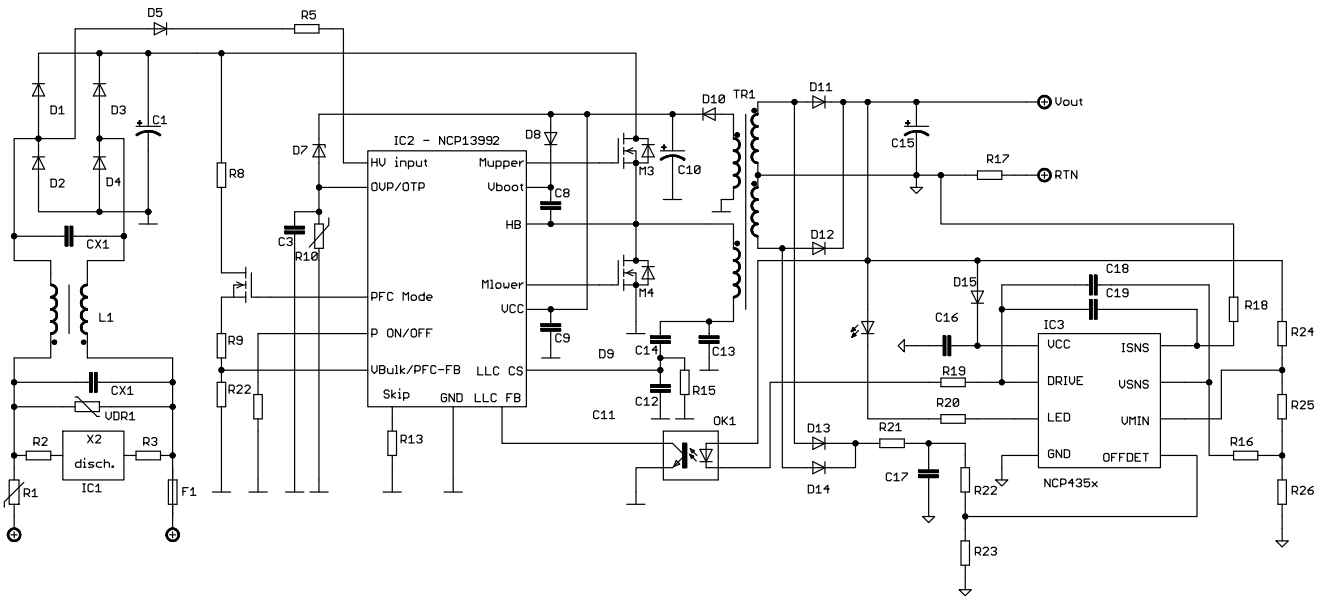 D5
R5
D1
D3
C1
D2
D4
CX1
L1
CX1
VDR1
R2
X2
disch.
IC1
R3
R1
F1
R8
R9
R22
D7
C3
R10
IC2 - NCP13992
HV input
OVP/OTP
PFC Mode
P ON/OFF
VBulk/PFC-FB
Skip
GND
LLC FB
Mupper
Vboot
HB
Mlower
VCC
LLC CS
R13
D8
C8
C9
M3
M4
C10
D10
TR1
D9
C14
C13
C12
R15
C11
OK1
D11
D12
C15
Vout
R17
RTN
D13
D14
R21
C17
R22
R23
R19
R20
C16
D15
C18
C19
R18
IC3
VCC
DRIVE
LED
GND
ISNS
VSNS
VMIN
OFFDET
NCP435x
R16
R24
R25
R26